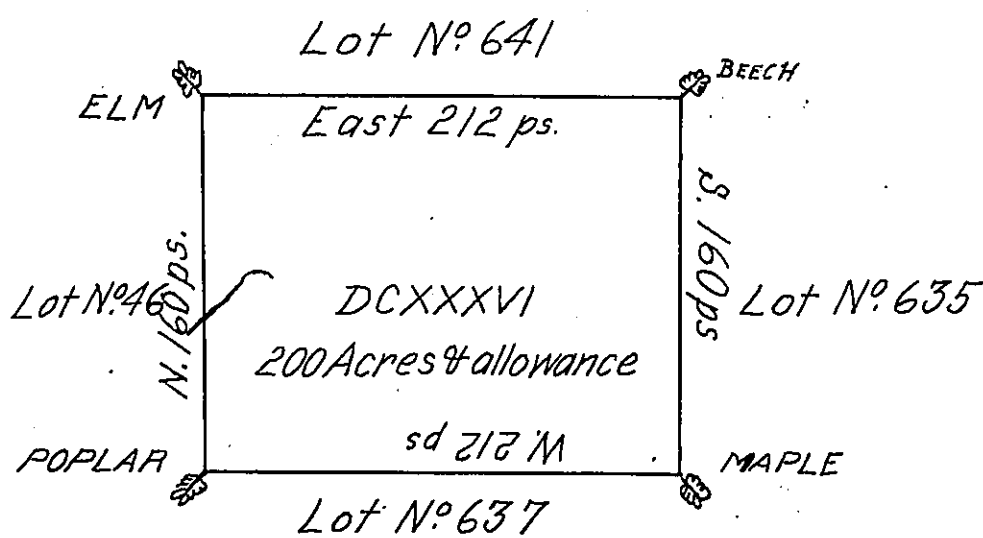 Lot Nº 641
BEECH
ELM
East 212 ps.
S. 160 ps
N. 160 ps.
Lot Nº 46
DCXXXVI
Lot Nº 635
200 Acres & allowance
W. 212 ps
POPLAR
MAPLE
Lot Nº 637